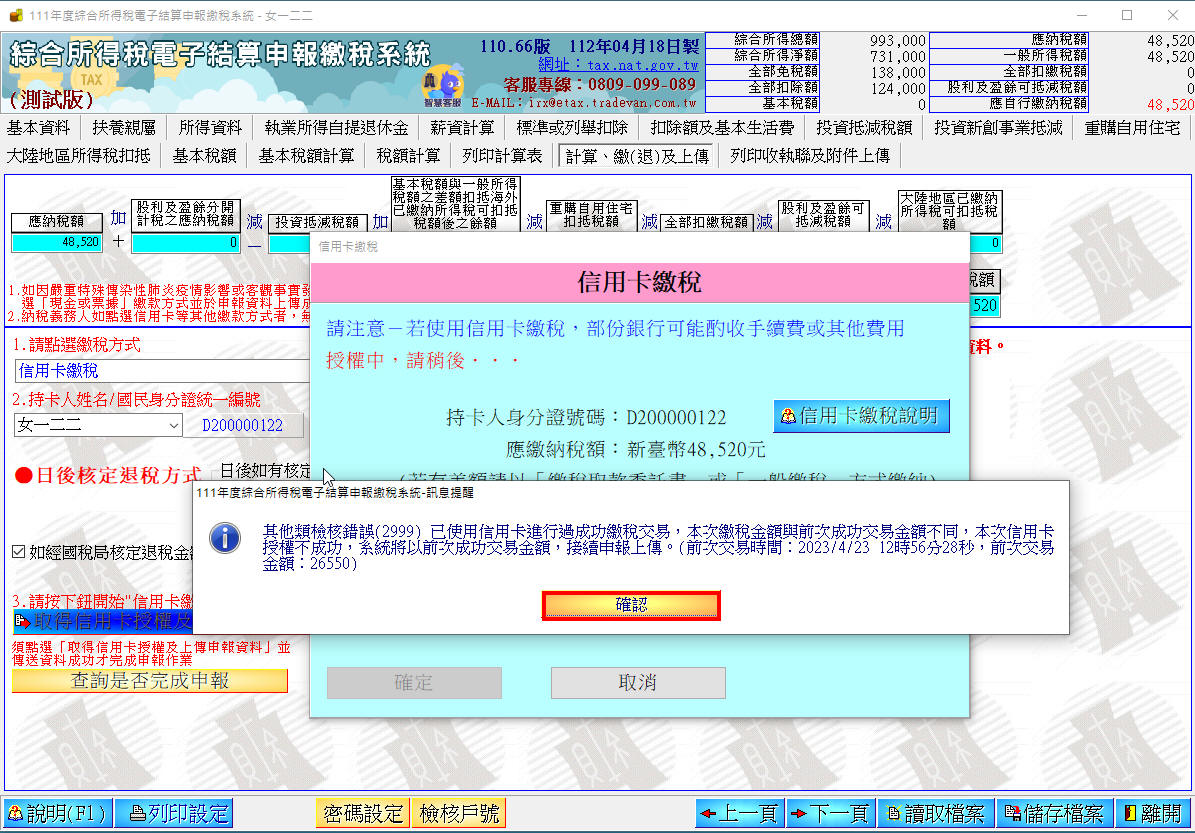 111年度綜合所得稅電子結算申報繳稅系統 - 女一二二
綜合所得稅電子結算申報繳稅系統
TAX
(測試版)
110.66版 112年04月18日製
網址：tax.nat.gov.tw
客服專線：0809-099-089
E-MAIL：irx@etax.tradevan.com.tw
智慧客服
綜合所得總額 993,000 應納稅額 48,520
綜合所得淨額 731,000 一般所得稅額 48,520
全部免稅額 138,000 全部扣繳稅額 0
全部扣除額 124,000 股利及盈餘可抵減稅額 0
基本稅額 0 應自行繳納稅額 48,520
基本資料 扶養親屬 所得資料 執業所得自提退休金 薪資計算 標準或列舉扣除 扣除額及基本生活費 投資抵減稅額 投資新創事業抵減 重購自用住宅
大陸地區所得稅扣抵 基本稅額 基本稅額計算 稅額計算 列印計算表 計算、繳(退)及上傳 列印收執聯及附件上傳
應納稅額
48,520
加
＋
股利及盈餘分開
計稅之應納稅額
0
減
－
投資抵減稅額
加
基本稅額與一般所得
稅額之差額扣抵海外
已繳納所得稅可扣抵
稅額後之餘額
減
重購自用住宅
扣抵稅額
減
全部扣繳稅額
減
股利及盈餘可
抵減稅額
減
大陸地區已繳納
所得稅可扣抵稅
額
0
稅額
520
1.如因嚴重特殊傳染性肺炎疫情影響或客觀事實發
選「現金或票據」繳款方式並於申報資料上傳成
2.納稅義務人如點選信用卡等其他繳款方式者，無
資料。
1.請點選繳稅方式
信用卡繳稅
2.持卡人姓名/國民身分證統一編號
女一二二 D200000122
●日後核定退稅方式 日後如有核定
如經國稅局核定退稅金額
3.請按下鈕開始"信用卡繳
取得信用卡授權及
須點選「取得信用卡授權及上傳申報資料」並
傳送資料成功才完成申報作業
查詢是否完成申報
信用卡繳稅
信用卡繳稅
請注意－若使用信用卡繳稅，部份銀行可能酌收手續費或其他費用
授權中，請稍後．．．
持卡人身分證號碼：D200000122
信用卡繳稅說明
應繳納稅額：新臺幣48,520元
(若有差額請以「繳稅取款委託書」或「一般繳稅」方式繳納)
111年度綜合所得稅電子結算申報繳稅系統-訊息提醒
其他類檢核錯誤(2999) 已使用信用卡進行過成功繳稅交易，本次繳稅金額與前次成功交易金額不同，本次信用卡
授權不成功，系統將以前次成功交易金額，接續申報上傳。(前次交易時間：2023/4/23 12時56分28秒，前次交易
金額：26550)
確認
確定 取消
說明(F1) 列印設定 密碼設定 檢核戶號 上一頁 下一頁 讀取檔案 儲存檔案 離開